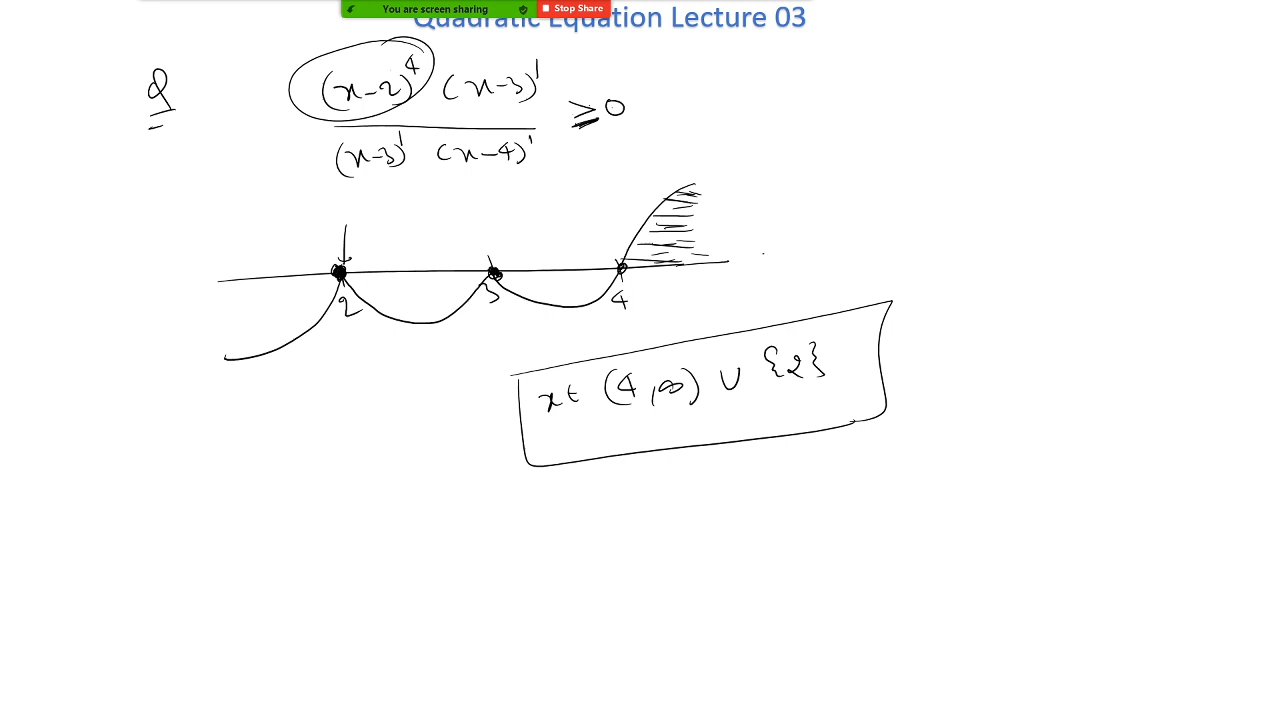 You are screen sharing Stop Share
Quadratic Equation Lecture 03
Q (x-2)⁴ (x-3)¹
≥ 0
(x-3)¹ (x-4)¹
2 3 4
x ∈ (4, ∞) ∪ {2}